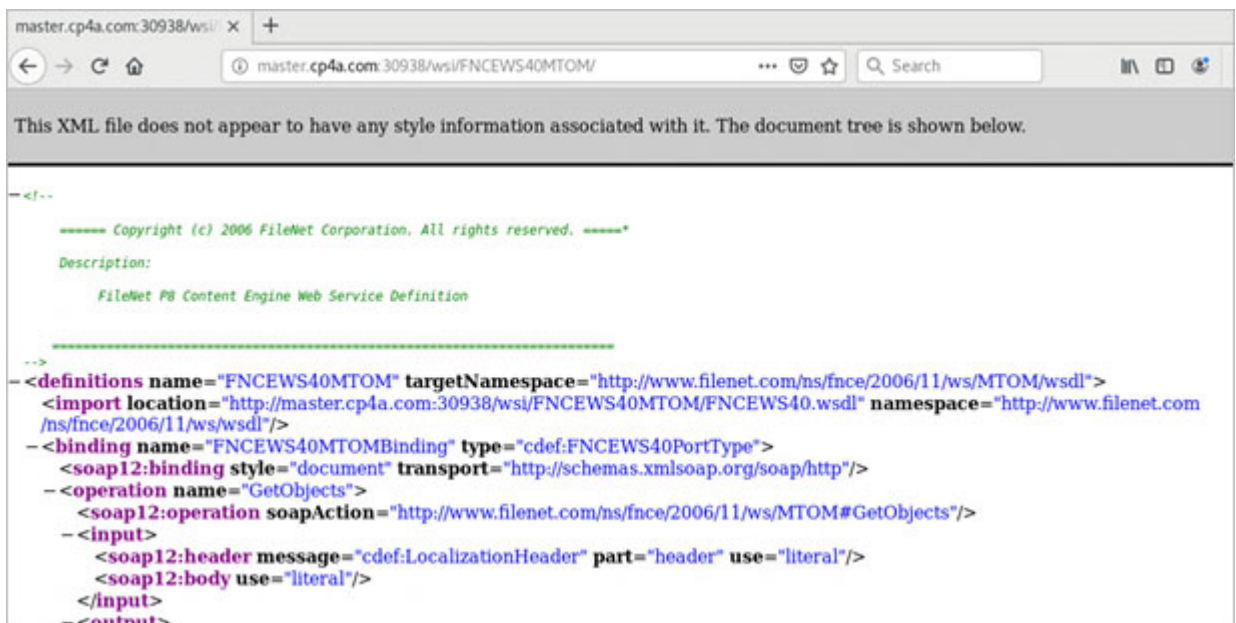 master.cp4a.com:30938/wsi/
master.cp4a.com:30938/wsi/FNCEWS40MTOM/
Search
This XML file does not appear to have any style information associated with it. The document tree is shown below.
—<!--
====== Copyright (c) 2006 FileNet Corporation. All rights reserved. =====*
Description:
FileNet P8 Content Engine Web Service Definition
==========================================================================
-->
—<definitions name="FNCEWS40MTOM" targetNamespace="http://www.filenet.com/ns/fnce/2006/11/ws/MTOM/wsdl">
<import location="http://master.cp4a.com:30938/wsi/FNCEWS40MTOM/FNCEWS40.wsdl" namespace="http://www.filenet.com
/ns/fnce/2006/11/ws/wsdl"/>
—<binding name="FNCEWS40MTOMBinding" type="cdef:FNCEWS40PortType">
<soap12:binding style="document" transport="http://schemas.xmlsoap.org/soap/http"/>
—<operation name="GetObjects">
<soap12:operation soapAction="http://www.filenet.com/ns/fnce/2006/11/ws/MTOM#GetObjects"/>
—<input>
<soap12:header message="cdef:LocalizationHeader" part="header" use="literal"/>
<soap12:body use="literal"/>
</input>
—<output>